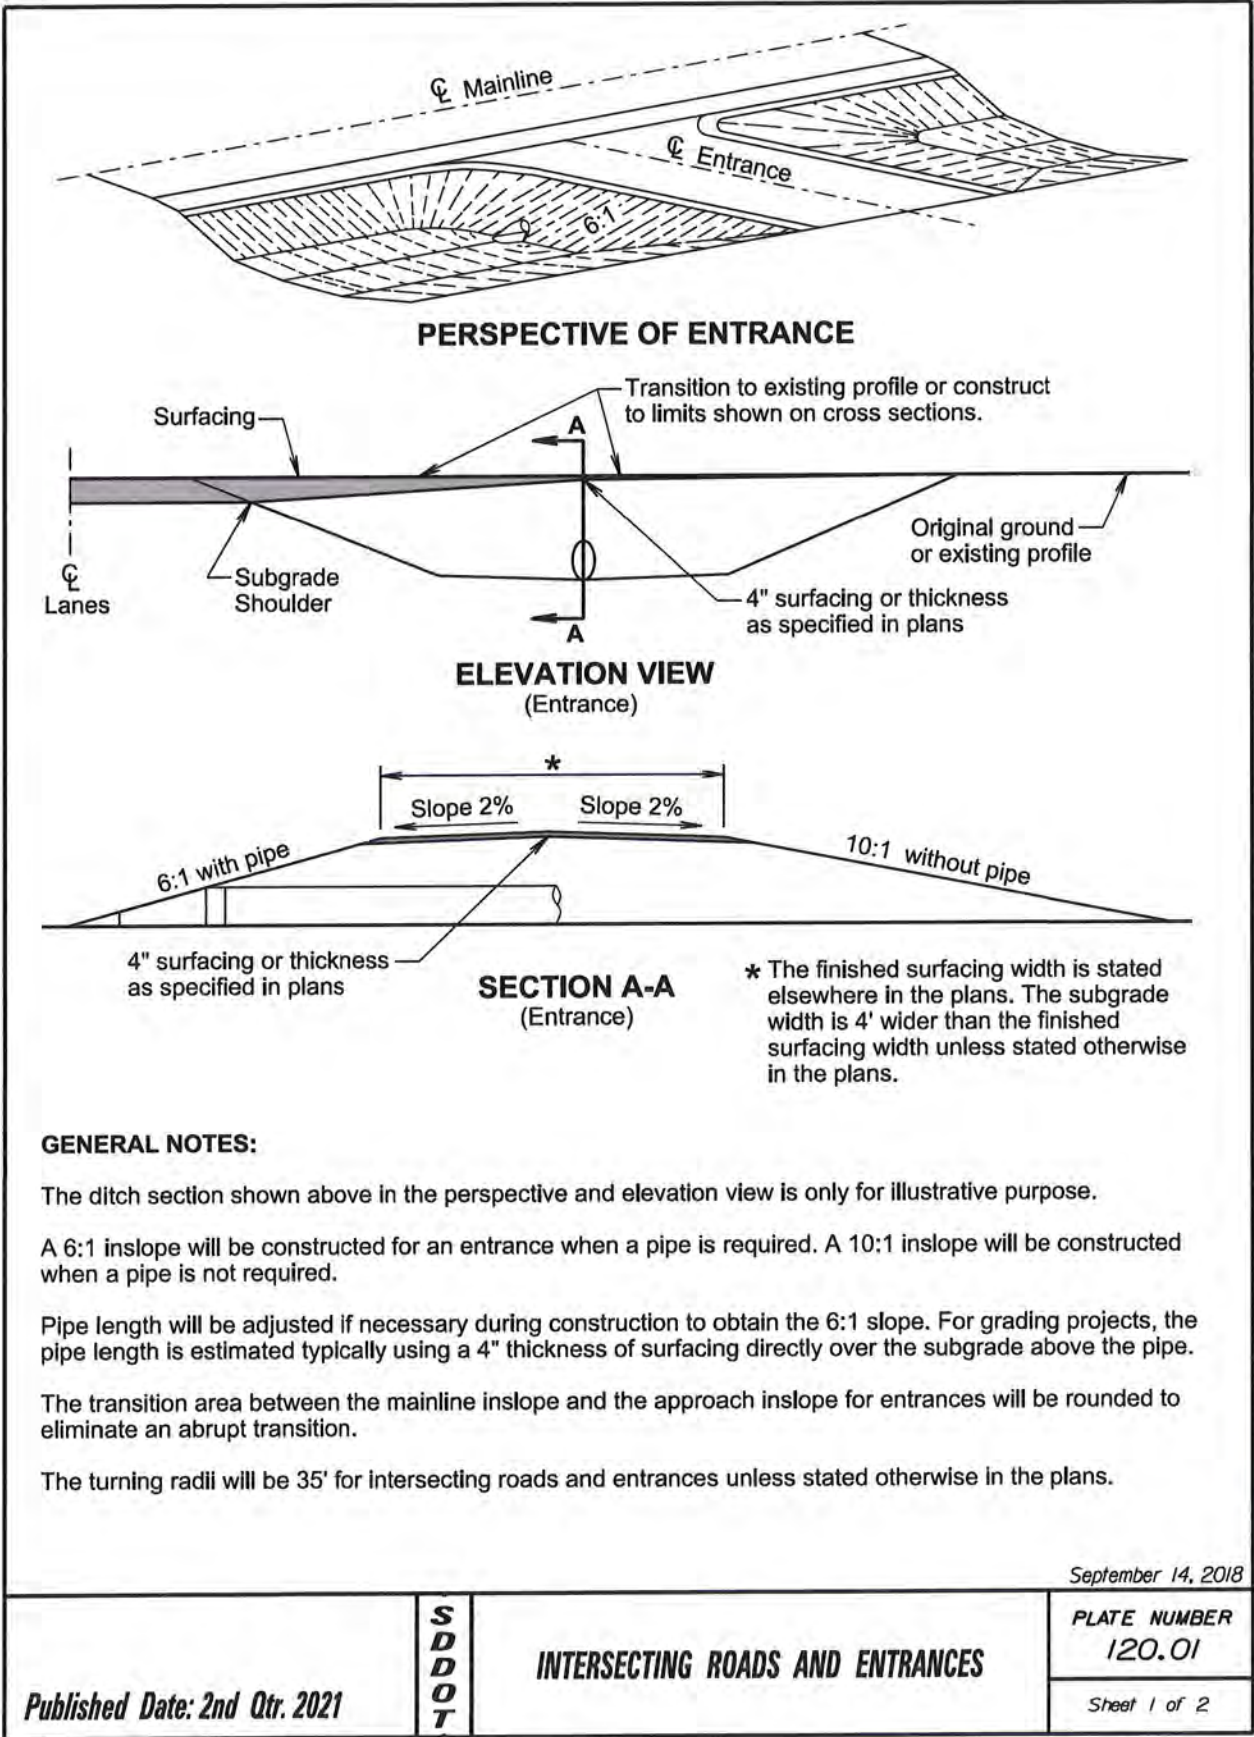 ℄ Mainline
℄ Entrance
6:1
PERSPECTIVE OF ENTRANCE
Surfacing
Transition to existing profile or construct
to limits shown on cross sections.
A
Original ground
or existing profile
℄
Lanes
Subgrade
Shoulder
4" surfacing or thickness
as specified in plans
A
ELEVATION VIEW
(Entrance)
*
Slope 2%
Slope 2%
6:1 with pipe
10:1 without pipe
4" surfacing or thickness
as specified in plans
SECTION A-A
(Entrance)
* The finished surfacing width is stated
elsewhere in the plans. The subgrade
width is 4' wider than the finished
surfacing width unless stated otherwise
in the plans.
GENERAL NOTES:
The ditch section shown above in the perspective and elevation view is only for illustrative purpose.
A 6:1 inslope will be constructed for an entrance when a pipe is required. A 10:1 inslope will be constructed
when a pipe is not required.
Pipe length will be adjusted if necessary during construction to obtain the 6:1 slope. For grading projects, the
pipe length is estimated typically using a 4" thickness of surfacing directly over the subgrade above the pipe.
The transition area between the mainline inslope and the approach inslope for entrances will be rounded to
eliminate an abrupt transition.
The turning radii will be 35' for intersecting roads and entrances unless stated otherwise in the plans.
September 14, 2018
Published Date: 2nd Qtr. 2021
S
D
D
O
T
INTERSECTING ROADS AND ENTRANCES
PLATE NUMBER
120.01
Sheet 1 of 2